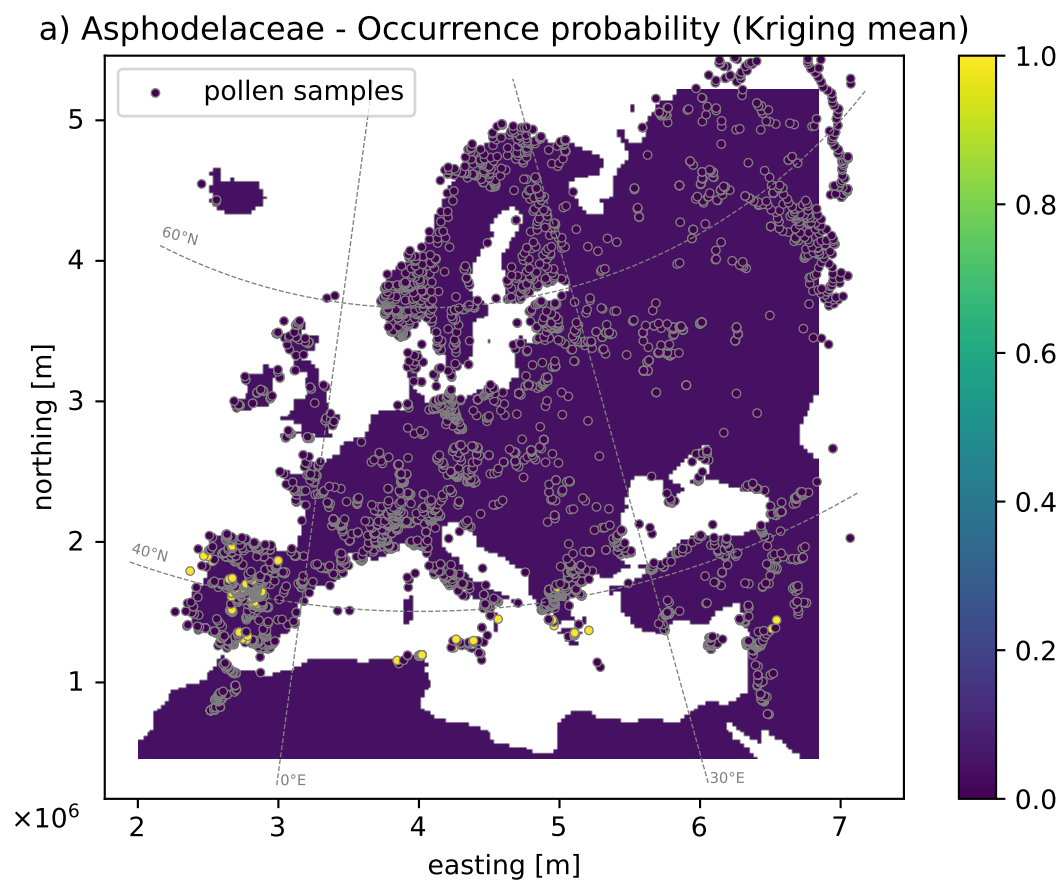 a) Asphodelaceae - Occurrence probability (Kriging mean)
pollen samples
60°N
40°N
0°E
30°E
northing [m]
5
4
3
2
1
×10⁶
2 3 4 5 6 7
easting [m]
1.0
0.8
0.6
0.4
0.2
0.0